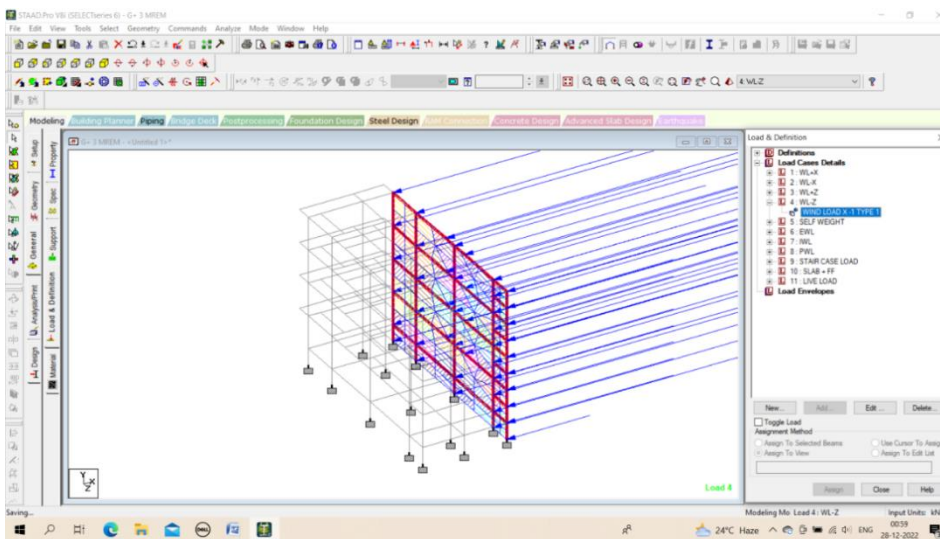 STAAD.Pro V8i (SELECTseries 6) - G+ 3 MREM
File Edit View Tools Select Geometry Commands Analyze Mode Window Help
4: WL-Z
Modeling Building Planner Piping Bridge Deck Postprocessing Foundation Design Steel Design RAM Connection Concrete Design Advanced Slab Design Earthquake
Setup
Geometry
General
Analysis/Print
Design
Property
Spec
Support
Load & Definition
Material
G+ 3 MREM - <Untitled 1>*
Y
X
Z
Load 4
Load & Definition
Definitions
Load Cases Details
1 : WL+X
2 : WL-X
3 : WL+Z
4 : WL-Z
WIND LOAD X -1 TYPE 1
5 : SELF WEIGHT
6 : EWL
7 : IWL
8 : PWL
9 : STAIR CASE LOAD
10 : SLAB + FF
11 : LIVE LOAD
Load Envelopes
New... Add... Edit ... Delete...
Toggle Load
Assignment Method
Assign To Selected Beams Use Cursor To Assig
Assign To View Assign To Edit List
Assign Close Help
Saving... Modeling Mo Load 4 : WL-Z Input Units: kN
24°C Haze ENG 00:59
28-12-2022